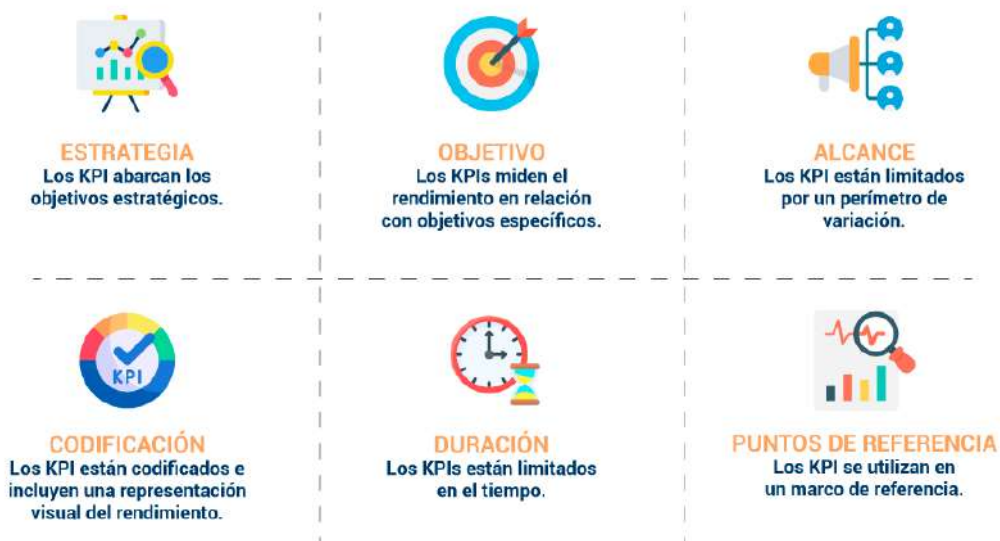 ESTRATEGIA
Los KPI abarcan los
objetivos estratégicos.
OBJETIVO
Los KPIs miden el
rendimiento en relación
con objetivos específicos.
ALCANCE
Los KPI están limitados
por un perímetro de
variación.
KPI
CODIFICACIÓN
Los KPI están codificados e
incluyen una representación
visual del rendimiento.
DURACIÓN
Los KPIs están limitados
en el tiempo.
PUNTOS DE REFERENCIA
Los KPI se utilizan en
un marco de referencia.